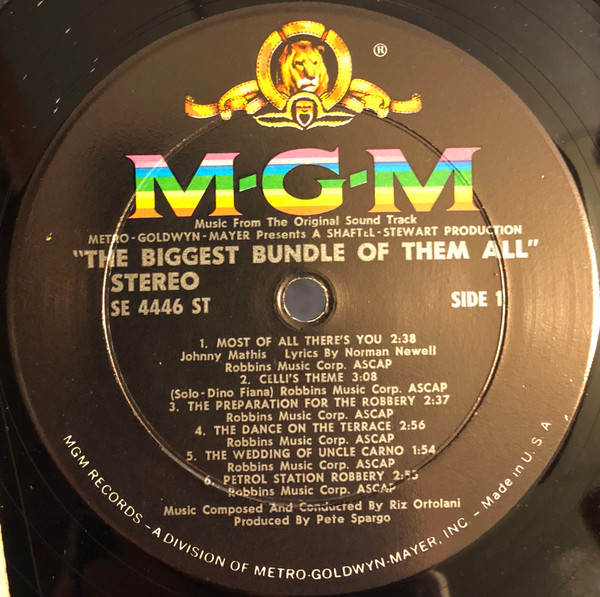 ®
M-G-M
Music From The Original Sound Track
METRO-GOLDWYN-MAYER Presents A SHAFTEL-STEWART PRODUCTION
"THE BIGGEST BUNDLE OF THEM ALL"
STEREO
SE 4446 ST SIDE 1
1. MOST OF ALL THERE'S YOU 2:38
Johnny Mathis Lyrics By Norman Newell
Robbins Music Corp. ASCAP
2. CELLI'S THEME 3:08
(Solo-Dino Fiana) Robbins Music Corp. ASCAP
3. THE PREPARATION FOR THE ROBBERY 2:37
Robbins Music Corp. ASCAP
4. THE DANCE ON THE TERRACE 2:56
Robbins Music Corp. ASCAP
5. THE WEDDING OF UNCLE CARNO 1:54
Robbins Music Corp. ASCAP
6. PETROL STATION ROBBERY 2:55
Robbins Music Corp. ASCAP
Music Composed And Conducted By Riz Ortolani
Produced By Pete Spargo
MGM RECORDS - A DIVISION OF METRO-GOLDWYN-MAYER, INC. - Made in U.S.A.